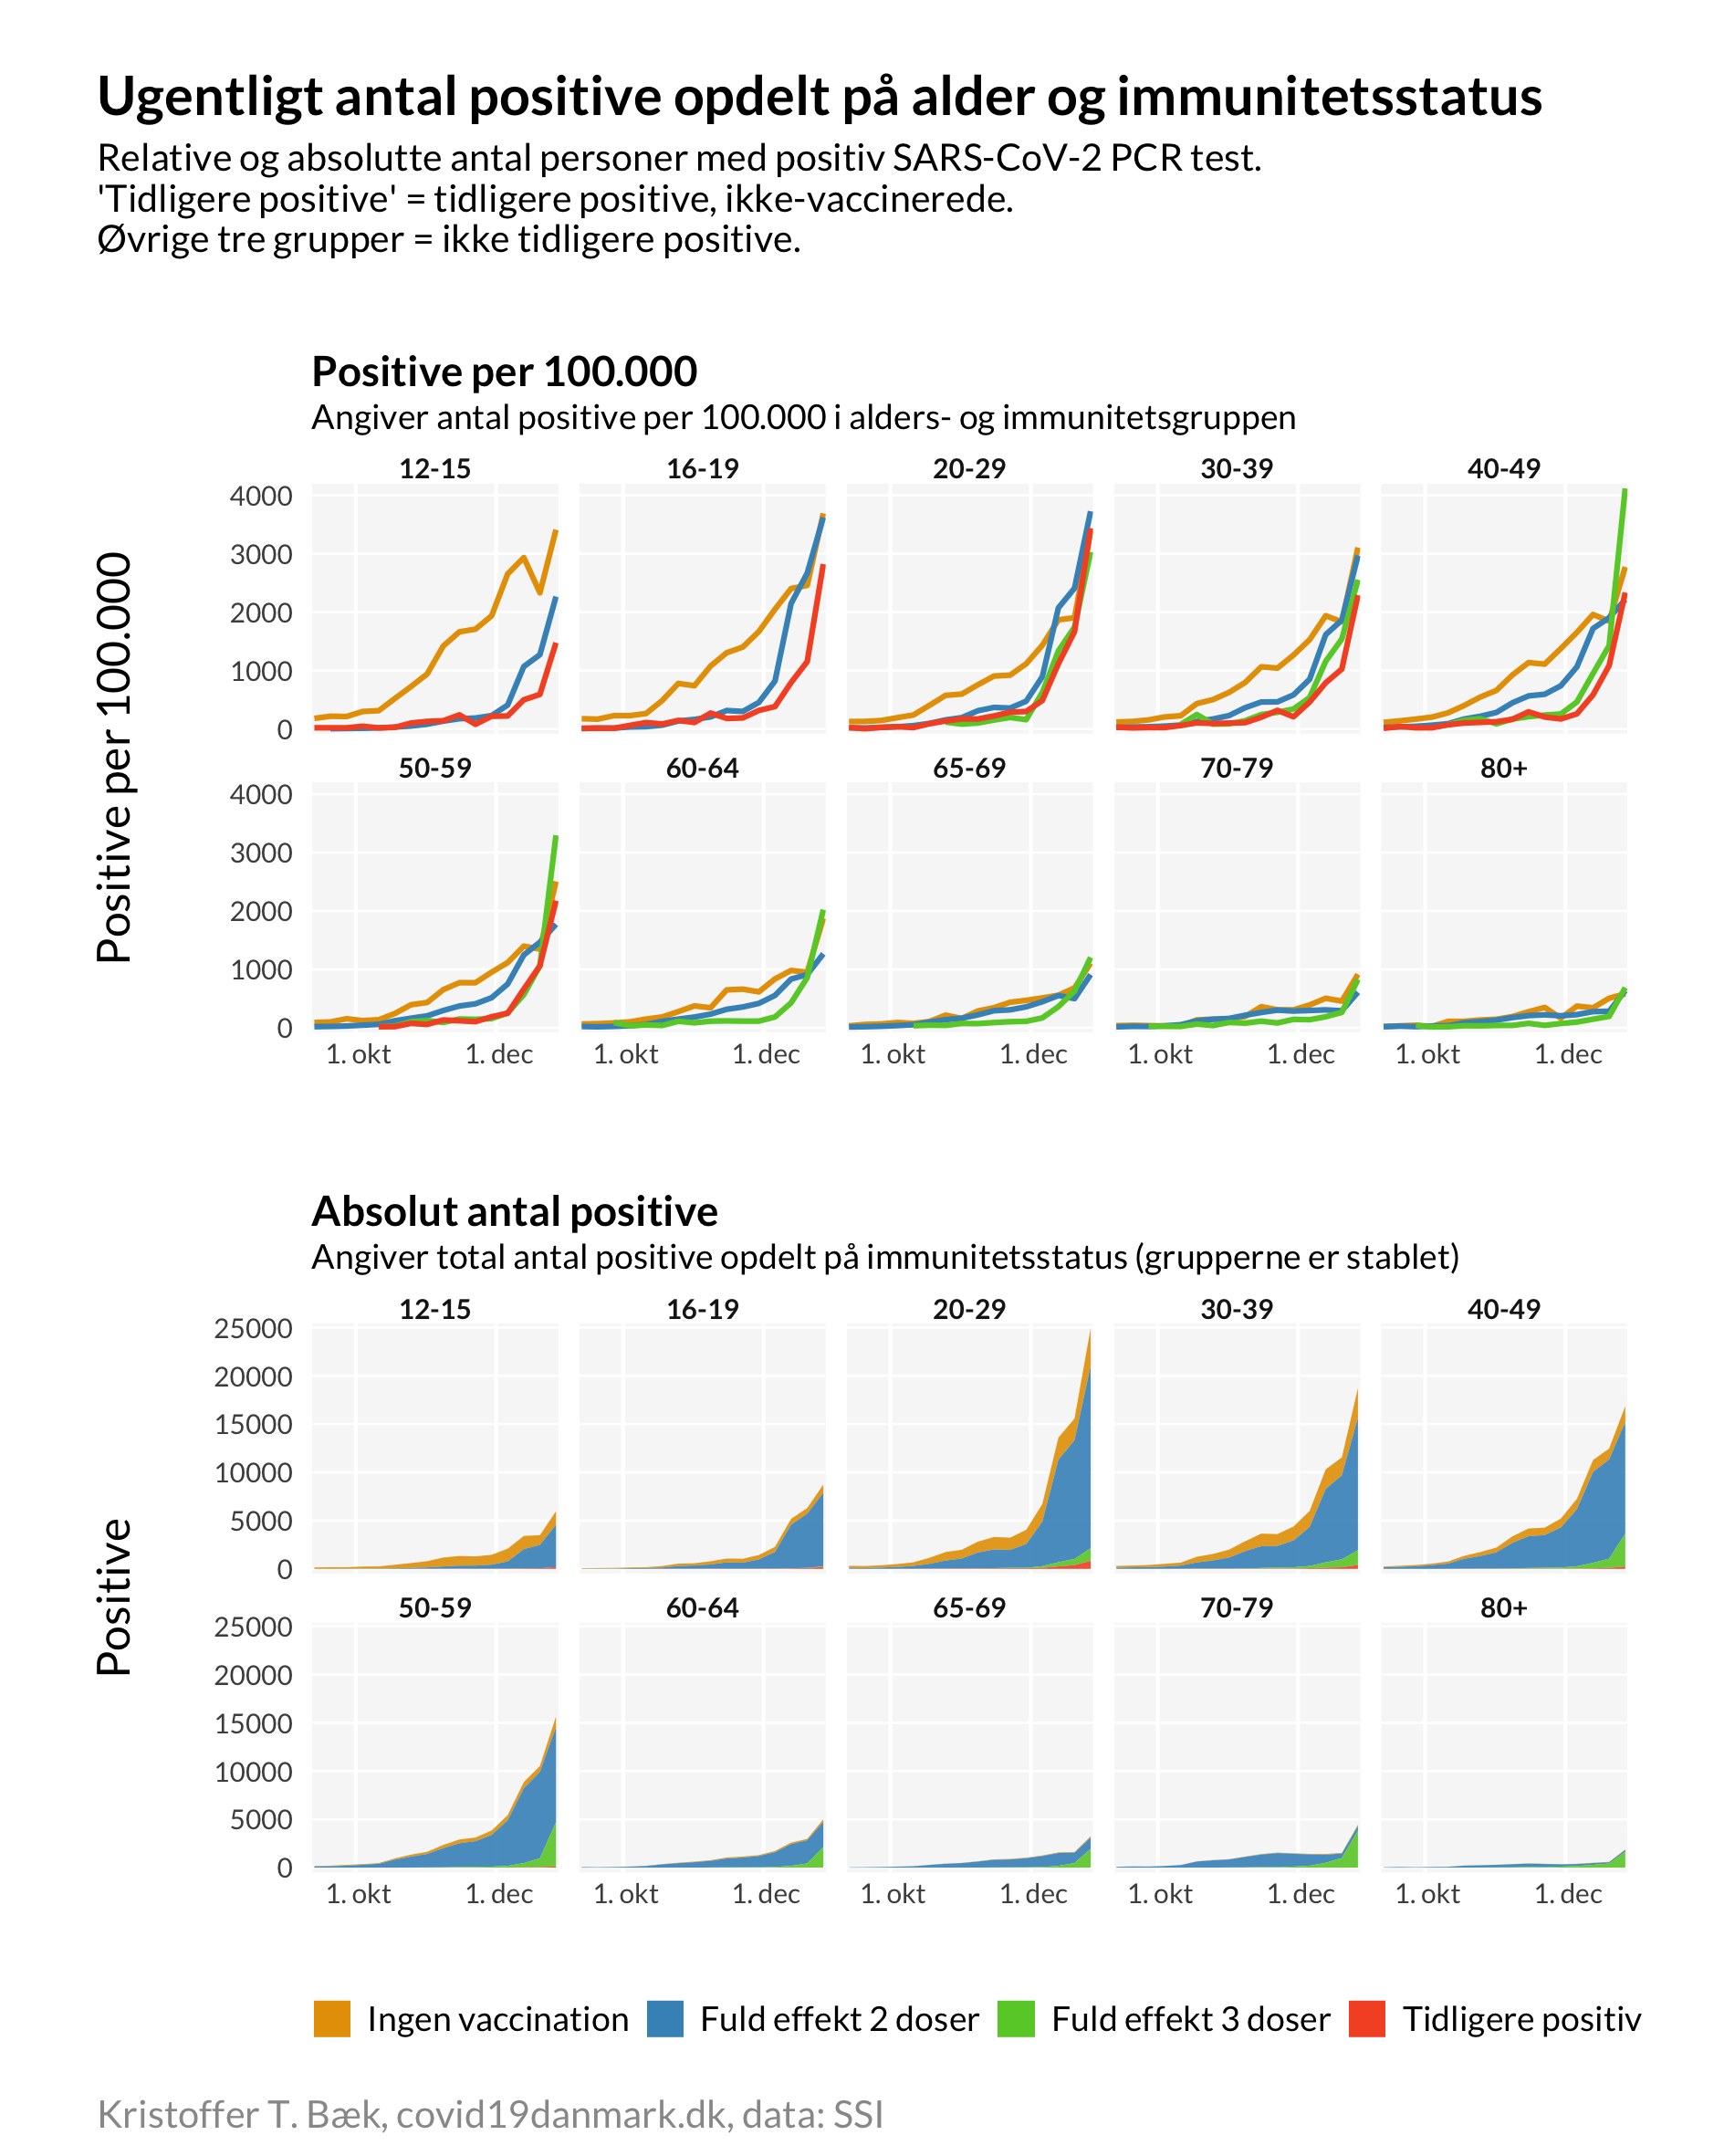 Ugentligt antal positive opdelt på alder og immunitetsstatus
Relative og absolutte antal personer med positiv SARS-CoV-2 PCR test.
'Tidligere positive' = tidligere positive, ikke-vaccinerede.
Øvrige tre grupper = ikke tidligere positive.
Positive per 100.000
Angiver antal positive per 100.000 i alders- og immunitetsgruppen
Positive per 100.000
12-15 16-19 20-29 30-39 40-49
4000
3000
2000
1000
0
50-59 60-64 65-69 70-79 80+
4000
3000
2000
1000
0
1. okt 1. dec 1. okt 1. dec 1. okt 1. dec 1. okt 1. dec 1. okt 1. dec
Absolut antal positive
Angiver total antal positive opdelt på immunitetsstatus (grupperne er stablet)
Positive
12-15 16-19 20-29 30-39 40-49
25000
20000
15000
10000
5000
0
50-59 60-64 65-69 70-79 80+
25000
20000
15000
10000
5000
0
1. okt 1. dec 1. okt 1. dec 1. okt 1. dec 1. okt 1. dec 1. okt 1. dec
Ingen vaccination Fuld effekt 2 doser Fuld effekt 3 doser Tidligere positiv
Kristoffer T. Bæk, covid19danmark.dk, data: SSI